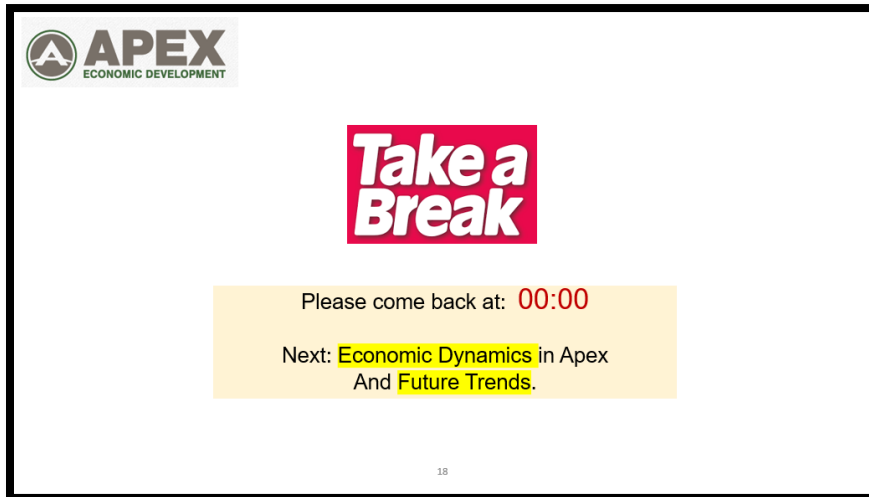 APEX
ECONOMIC DEVELOPMENT
Take a
Break
Please come back at: 00:00
Next: Economic Dynamics in Apex
And Future Trends.
18